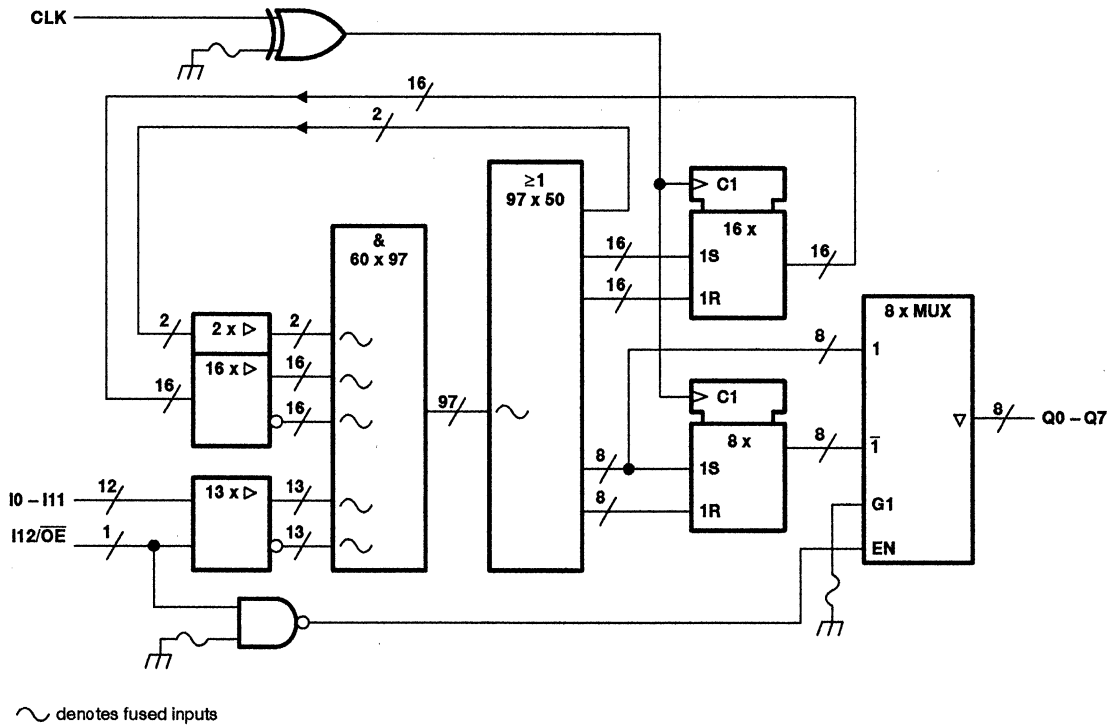 CLK
16
2
≥1
97 x 50
C1
&
60 x 97
16 x
16
1S
16
16
1R
8 x MUX
2
2 x ▷
2
8
1
16
16 x ▷
16
16
97
C1
8
Q0 – Q7
8 x
8
1̅
8
1S
I0 – I11
12
13 x ▷
13
8
1R
G1
I12/O̅E̅
1
13
EN
denotes fused inputs